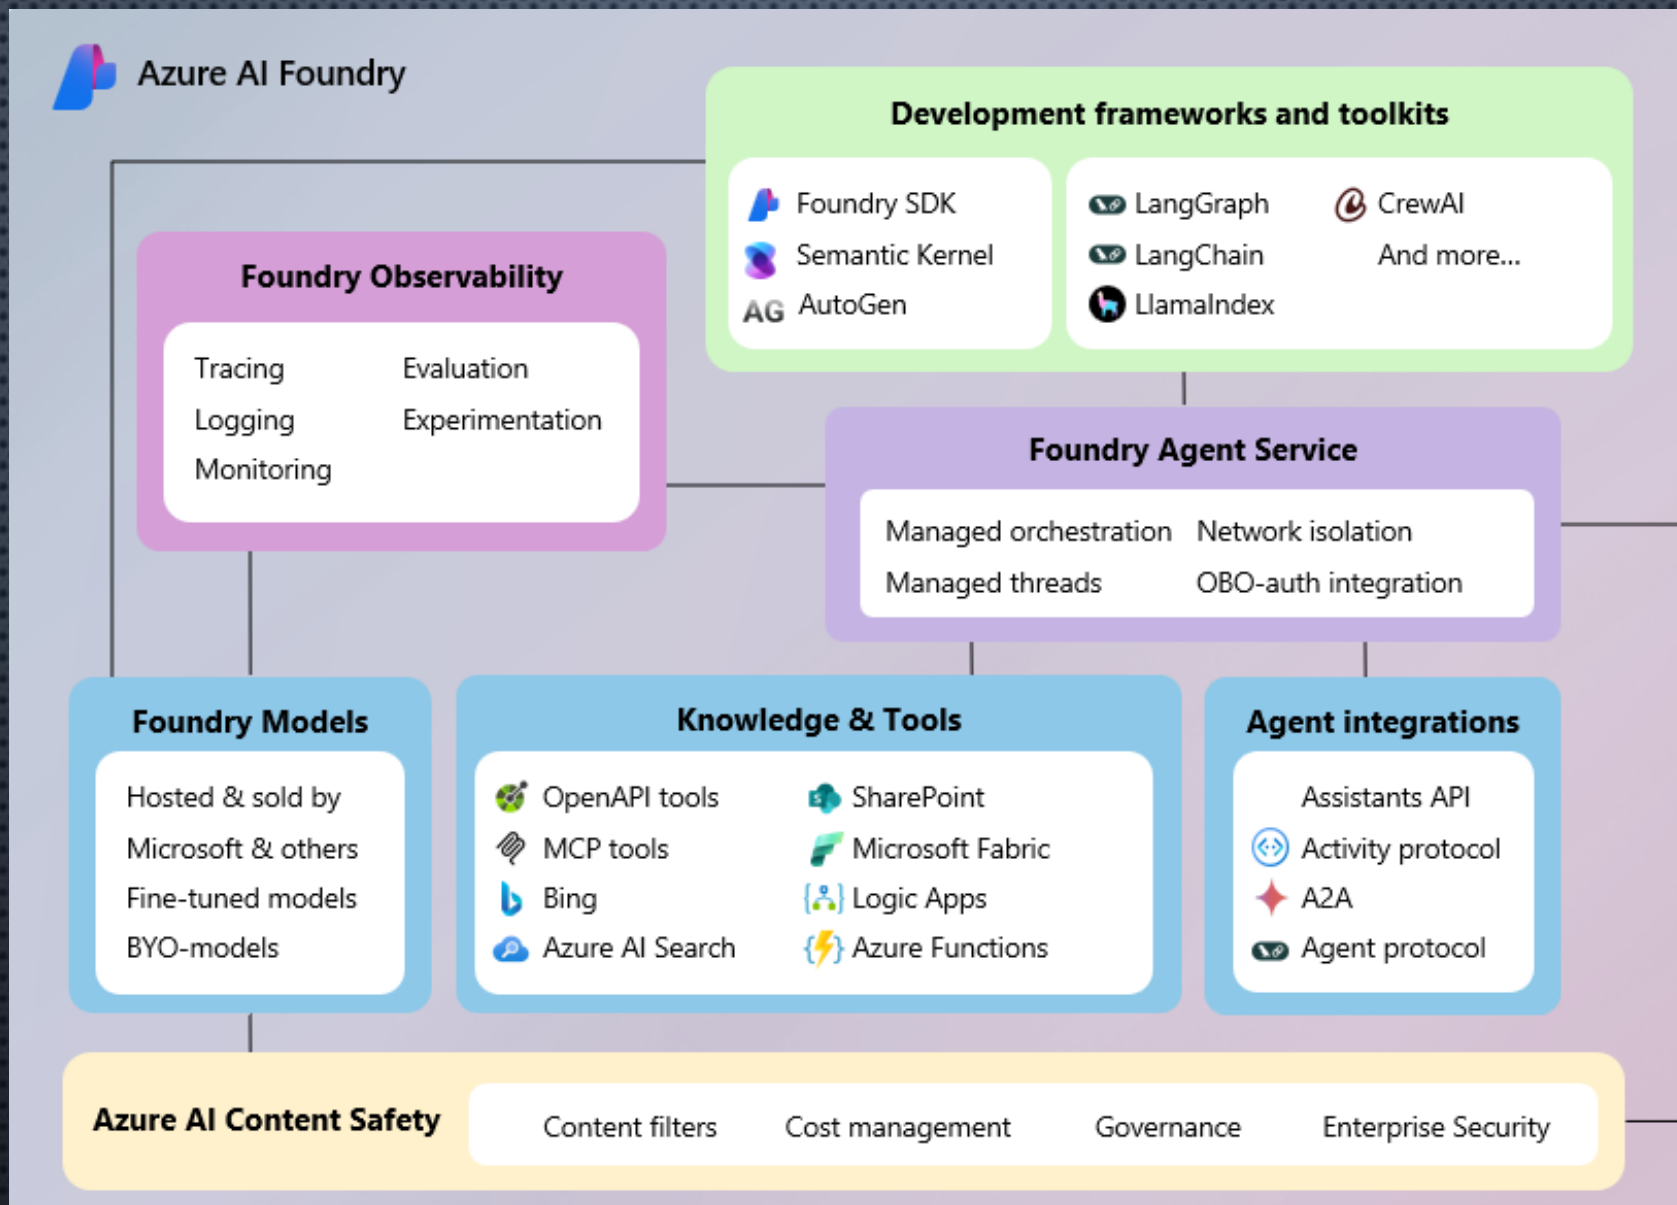 Azure AI Foundry
Development frameworks and toolkits
Foundry SDK
Semantic Kernel
AG AutoGen
LangGraph
LangChain
LlamaIndex
CrewAI
And more...
Foundry Observability
Tracing
Logging
Monitoring
Evaluation
Experimentation
Foundry Agent Service
Managed orchestration
Managed threads
Network isolation
OBO-auth integration
Foundry Models
Hosted & sold by
Microsoft & others
Fine-tuned models
BYO-models
Knowledge & Tools
OpenAPI tools
MCP tools
Bing
Azure AI Search
SharePoint
Microsoft Fabric
Logic Apps
Azure Functions
Agent integrations
Assistants API
Activity protocol
A2A
Agent protocol
Azure AI Content Safety
Content filters
Cost management
Governance
Enterprise Security